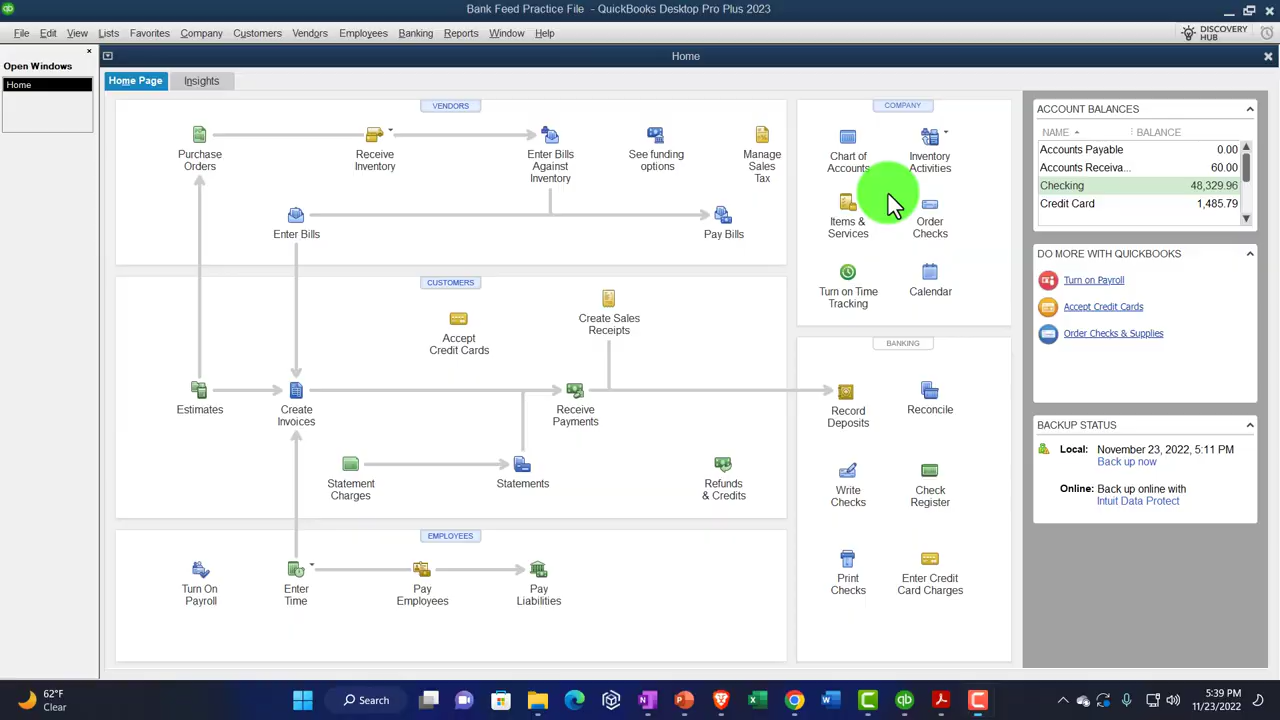 Bank Feed Practice File - QuickBooks Desktop Pro Plus 2023
File Edit View Lists Favorites Company Customers Vendors Employees Banking Reports Window Help
DISCOVERY
HUB
Home
Open Windows
Home
Home Page
Insights
VENDORS
Purchase
Orders
Receive
Inventory
Enter Bills
Against
Inventory
See funding
options
Manage
Sales
Tax
Enter Bills
Pay Bills
CUSTOMERS
Create Sales
Receipts
Accept
Credit Cards
Estimates
Create
Invoices
Receive
Payments
Statement
Charges
Statements
Refunds
& Credits
EMPLOYEES
Turn On
Payroll
Enter
Time
Pay
Employees
Pay
Liabilities
COMPANY
Chart of
Accounts
Inventory
Activities
Items &
Services
Order
Checks
Turn on Time
Tracking
Calendar
BANKING
Record
Deposits
Reconcile
Write
Checks
Check
Register
Print
Checks
Enter Credit
Card Charges
ACCOUNT BALANCES
NAME BALANCE
Accounts Payable 0.00
Accounts Receiva... 60.00
Checking 48,329.96
Credit Card 1,485.79
DO MORE WITH QUICKBOOKS
Turn on Payroll
Accept Credit Cards
Order Checks & Supplies
BACKUP STATUS
Local: November 23, 2022, 5:11 PM
Back up now
Online: Back up online with
Intuit Data Protect
62°F
Clear
Search
5:39 PM
11/23/2022